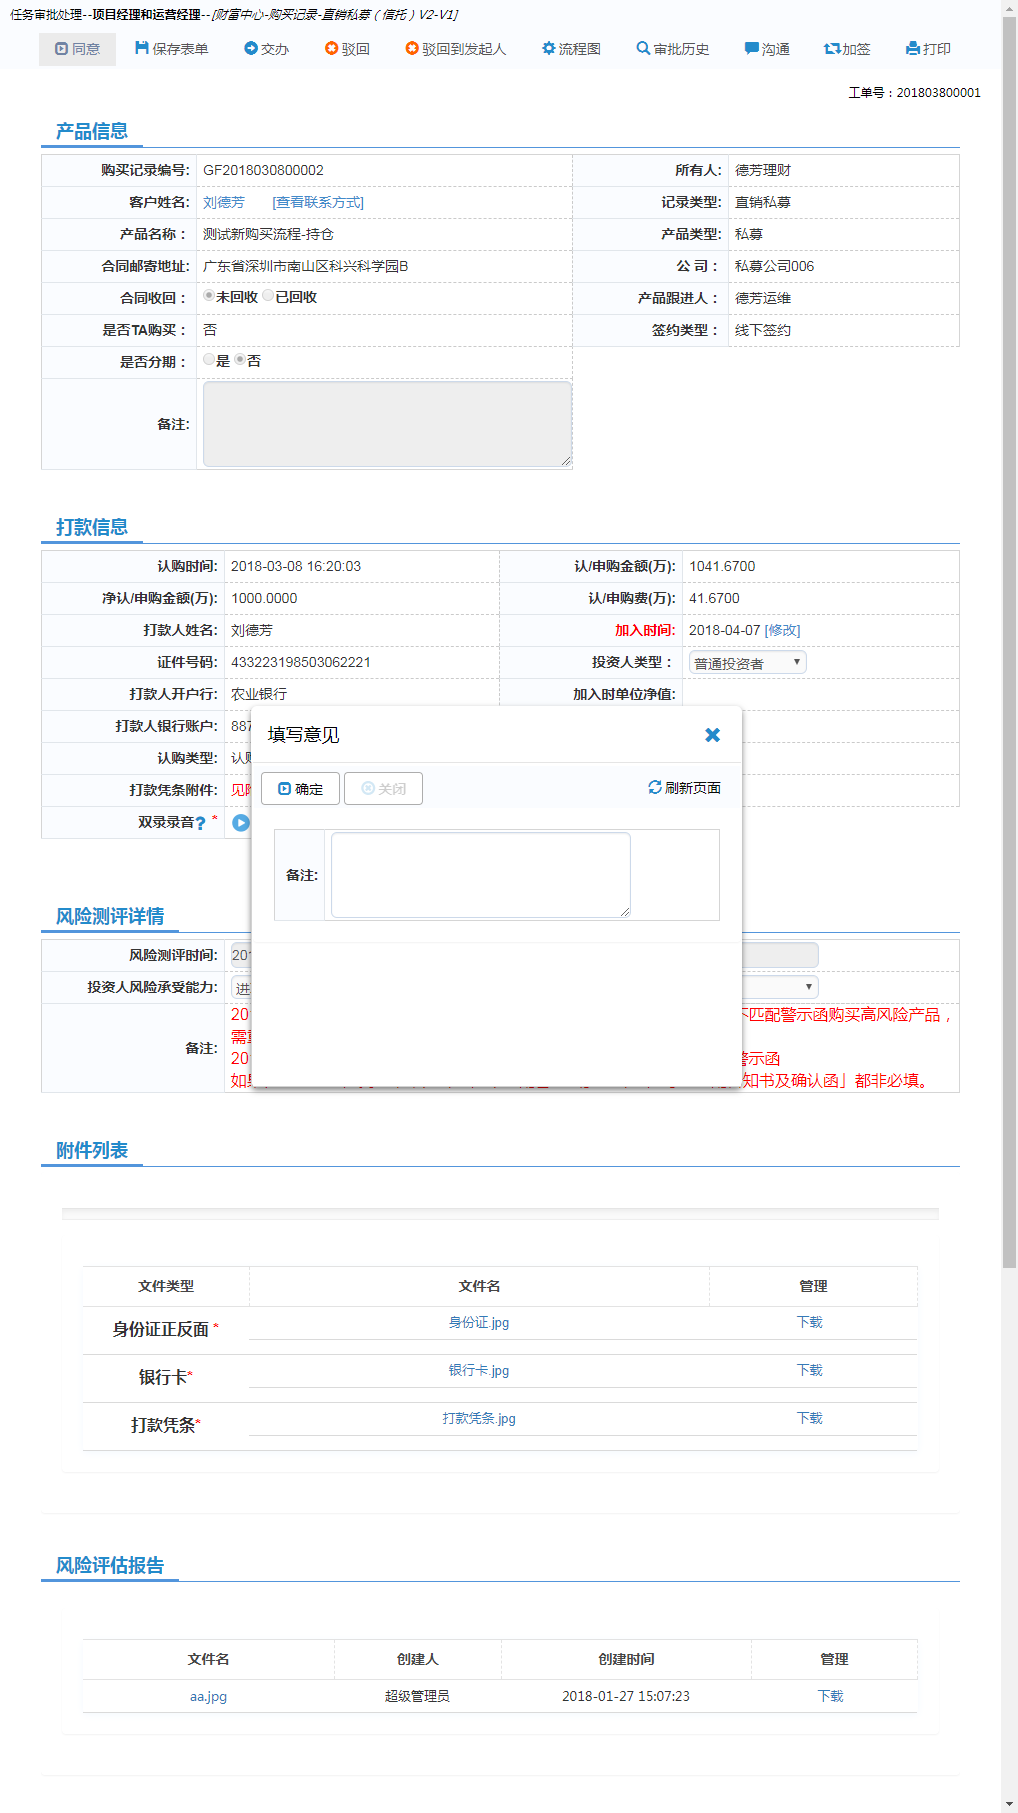 任务审批处理--项目经理和运营经理--[财富中心-购买记录-直销私募（信托）V2-V1]
同意 保存表单 交办 驳回 驳回到发起人 流程图 审批历史 沟通 加签 打印
工单号：201803800001
产品信息
购买记录编号: GF2018030800002 所有人: 德芳理财
客户姓名: 刘德芳 [查看联系方式] 记录类型: 直销私募
产品名称： 测试新购买流程-持仓 产品类型: 私募
合同邮寄地址: 广东省深圳市南山区科兴科学园B 公 司： 私募公司006
合同收回： 未回收 已回收 产品跟进人： 德芳运维
是否TA购买： 否 签约类型： 线下签约
是否分期： 是 否
备注:
打款信息
认购时间: 2018-03-08 16:20:03 认/申购金额(万): 1041.6700
净认/申购金额(万): 1000.0000 认/申购费(万): 41.6700
打款人姓名: 刘德芳 加入时间: 2018-04-07 [修改]
证件号码: 433223198503062221 投资人类型： 普通投资者
打款人开户行: 农业银行 加入时单位净值:
打款人银行账户: 887
认购类型: 认
打款凭条附件: 见
双录录音? *
填写意见
确定 关闭 刷新页面
备注:
风险测评详情
风险测评时间: 201
投资人风险承受能力: 进
备注: 20 匹配警示函购买高风险产品，
需
20 警示函
如 知书及确认函」都非必填。
附件列表
文件类型 文件名 管理
身份证正反面 * 身份证.jpg 下载
银行卡* 银行卡.jpg 下载
打款凭条* 打款凭条.jpg 下载
风险评估报告
文件名 创建人 创建时间 管理
aa.jpg 超级管理员 2018-01-27 15:07:23 下载